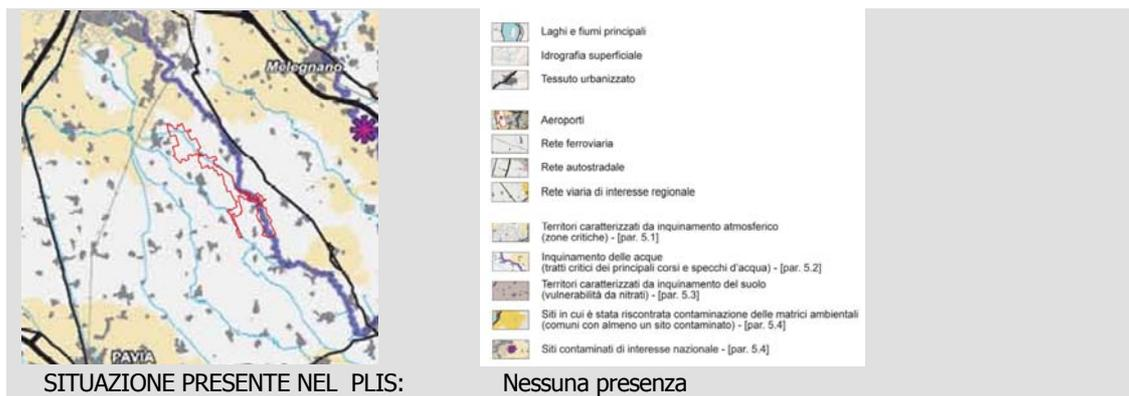 Melegnano
PAVIA
Laghi e fiumi principali
Idrografia superficiale
Tessuto urbanizzato
Aeroporti
Rete ferroviaria
Rete autostradale
Rete viaria di interesse regionale
Territori caratterizzati da inquinamento atmosferico
(zone critiche) - [par. 5.1]
Inquinamento delle acque
(tratti critici dei principali corsi e specchi d'acqua) - [par. 5.2]
Territori caratterizzati da inquinamento del suolo
(vulnerabilità da nitrati) - [par. 5.3]
Siti in cui è stata riscontrata contaminazione delle matrici ambientali
(comuni con almeno un sito contaminato) - [par. 5.4]
Siti contaminati di interesse nazionale - [par. 5.4]
SITUAZIONE PRESENTE NEL PLIS: Nessuna presenza